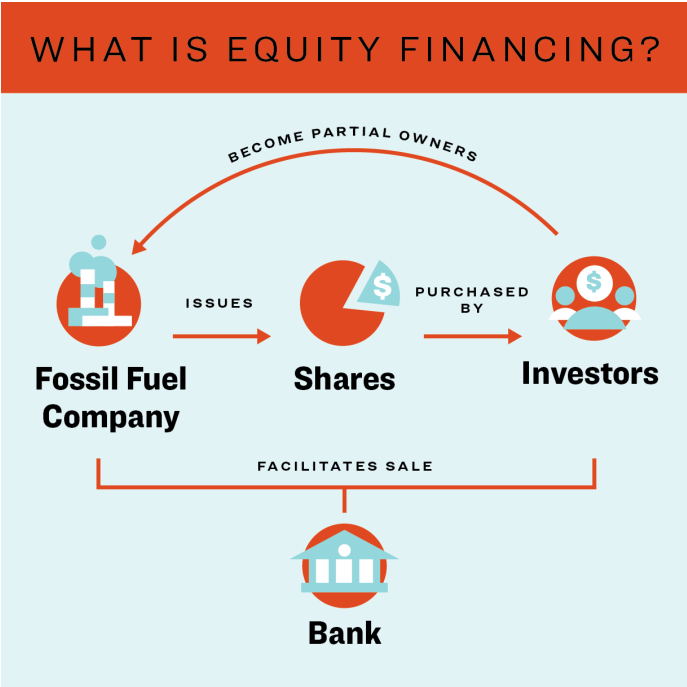 WHAT IS EQUITY FINANCING?
BECOME PARTIAL OWNERS
ISSUES
PURCHASED
BY
$
$
Fossil Fuel
Company
Shares
Investors
FACILITATES SALE
Bank